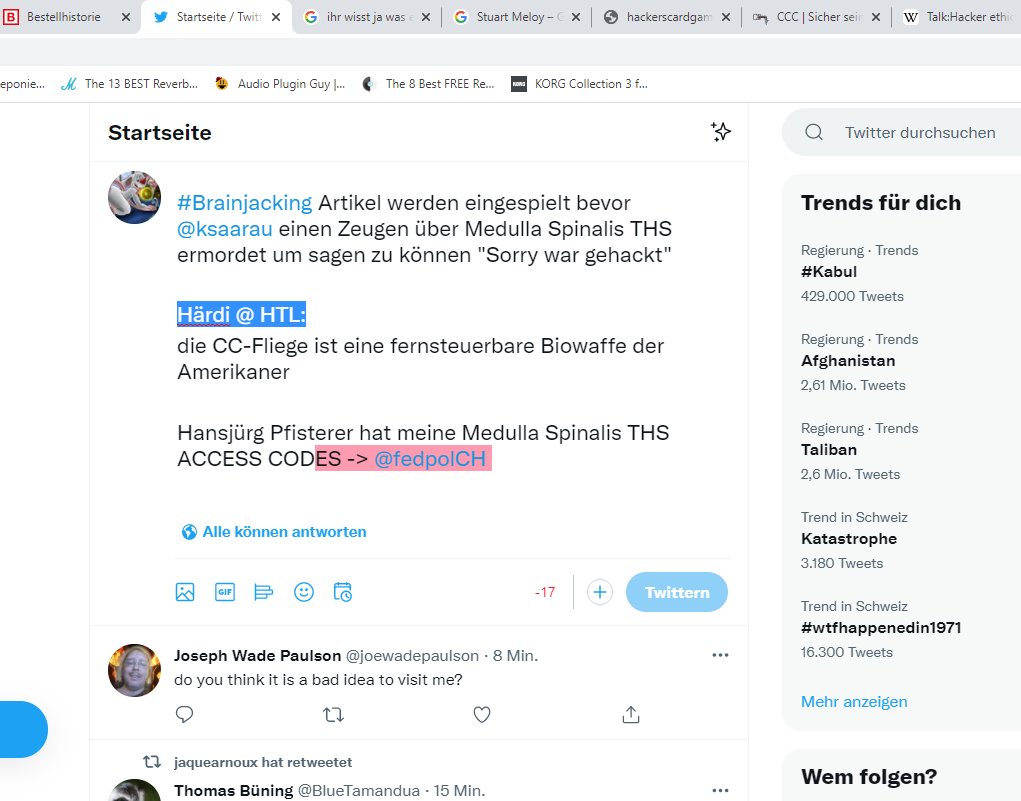 Bestellhistorie
Startseite / Twitt
ihr wisst ja was
Stuart Meloy – G
hackerscardgam
CCC | Sicher sein
Talk:Hacker ethic
eponie...
The 13 BEST Reverb...
Audio Plugin Guy |...
The 8 Best FREE Re...
KORG
KORG Collection 3 f...
Startseite
Twitter durchsuchen
#Brainjacking Artikel werden eingespielt bevor
@ksaarau einen Zeugen über Medulla Spinalis THS
ermordet um sagen zu können "Sorry war gehackt"
Härdi @ HTL:
die CC-Fliege ist eine fernsteuerbare Biowaffe der
Amerikaner
Hansjürg Pfisterer hat meine Medulla Spinalis THS
ACCESS CODES -> @fedpolCH
Alle können antworten
GIF
-17
Twittern
Joseph Wade Paulson @joewadepaulson · 8 Min.
do you think it is a bad idea to visit me?
jaquearnoux hat retweetet
Thomas Büning @BlueTamandua · 15 Min.
Trends für dich
Regierung · Trends
#Kabul
429.000 Tweets
Regierung · Trends
Afghanistan
2,61 Mio. Tweets
Regierung · Trends
Taliban
2,6 Mio. Tweets
Trend in Schweiz
Katastrophe
3.180 Tweets
Trend in Schweiz
#wtfhappenedin1971
16.300 Tweets
Mehr anzeigen
Wem folgen?